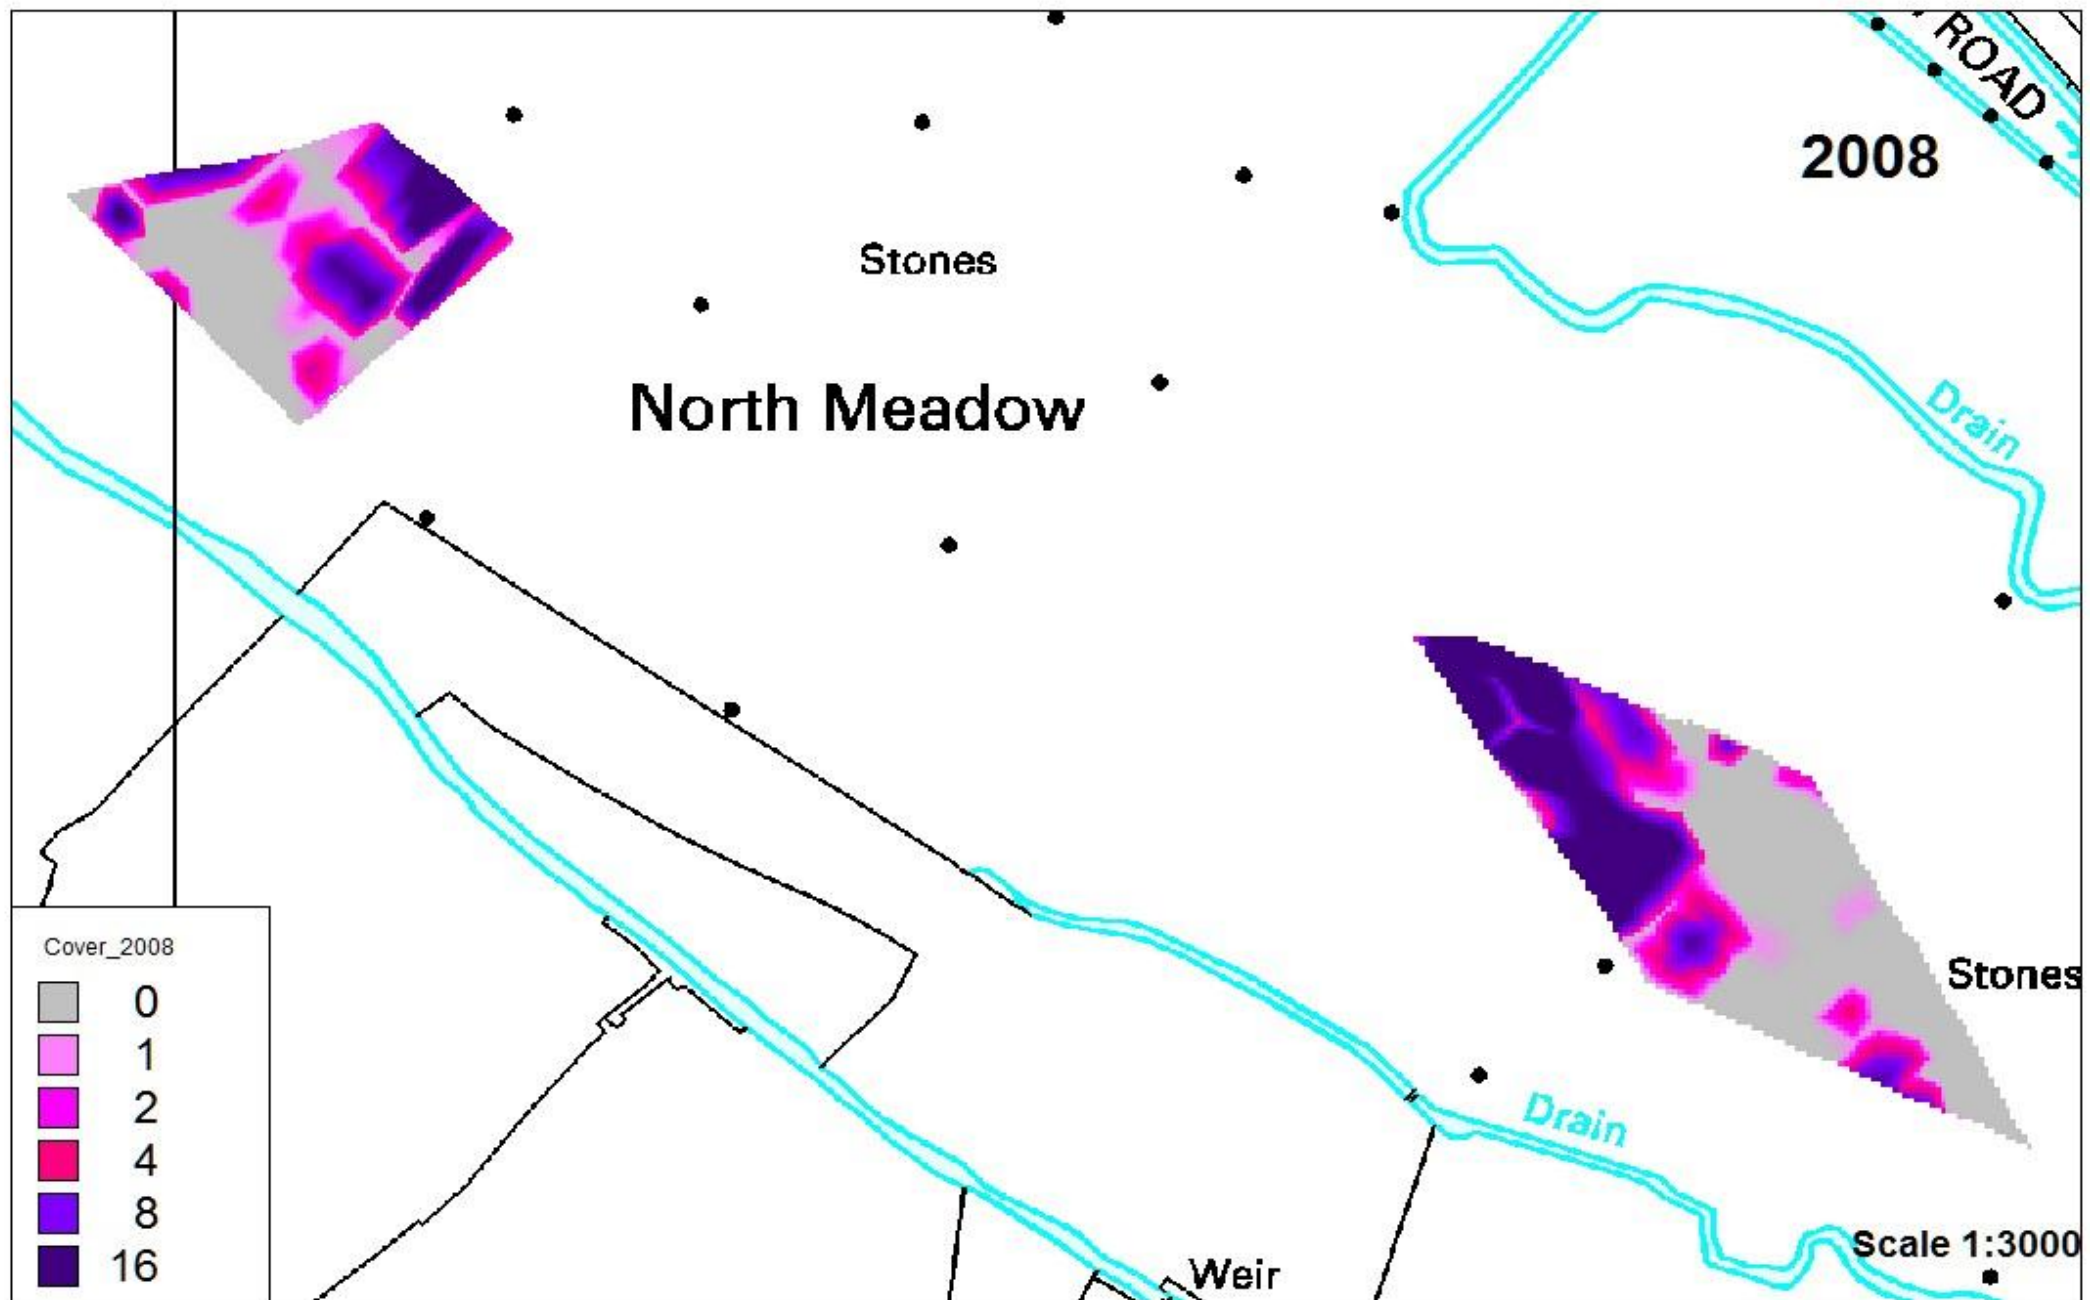 ROAD
2008
Stones
North Meadow
Drain
Stones
Cover_2008
0
1
2
4
8
16
Drain
Scale 1:3000
Weir